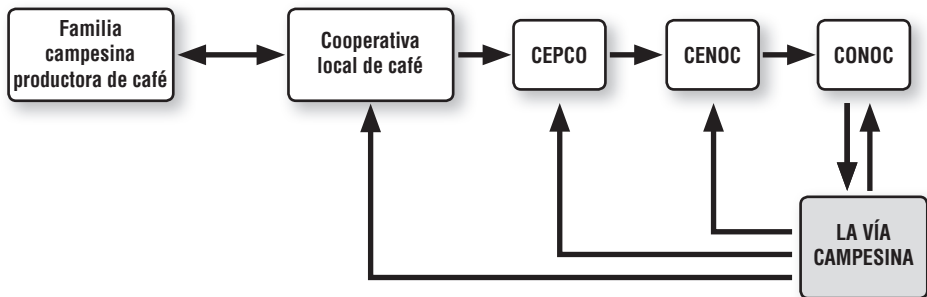 Familia
campesina
productora de café
Cooperativa
local de café
CEPCO
CENOC
CONOC
LA VÍA
CAMPESINA